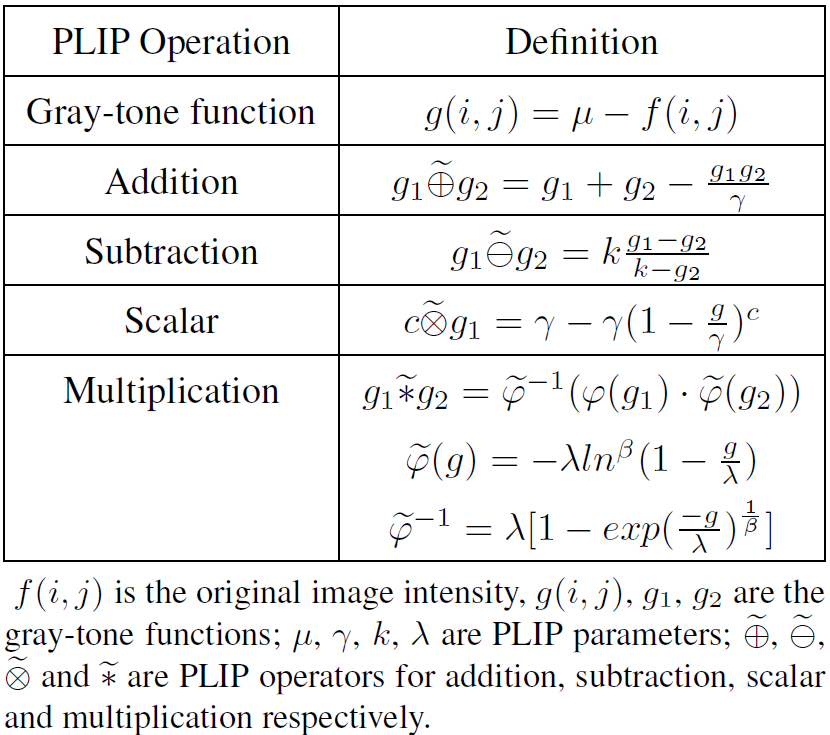 PLIP Operation Definition
Gray-tone function $g(i,j) = \mu - f(i,j)$
Addition $g_1 \widetilde{\oplus} g_2 = g_1 + g_2 - \frac{g_1 g_2}{\gamma}$
Subtraction $g_1 \widetilde{\ominus} g_2 = k \frac{g_1 - g_2}{k - g_2}$
Scalar $c \widetilde{\otimes} g_1 = \gamma - \gamma (1 - \frac{g}{\gamma})^c$
Multiplication $g_1 \widetilde{*} g_2 = \widetilde{\varphi}^{-1}(\varphi(g_1) \cdot \widetilde{\varphi}(g_2))$
$\widetilde{\varphi}(g) = -\lambda ln^{\beta}(1 - \frac{g}{\lambda})$
$\widetilde{\varphi}^{-1} = \lambda[1 - exp(\frac{-g}{\lambda})^{\frac{1}{\beta}}]$
$f(i,j)$ is the original image intensity, $g(i,j)$, $g_1$, $g_2$ are the
gray-tone functions; $\mu$, $\gamma$, $k$, $\lambda$ are PLIP parameters; $\widetilde{\oplus}$, $\widetilde{\ominus}$,
$\widetilde{\otimes}$ and $\widetilde{*}$ are PLIP operators for addition, subtraction, scalar
and multiplication respectively.